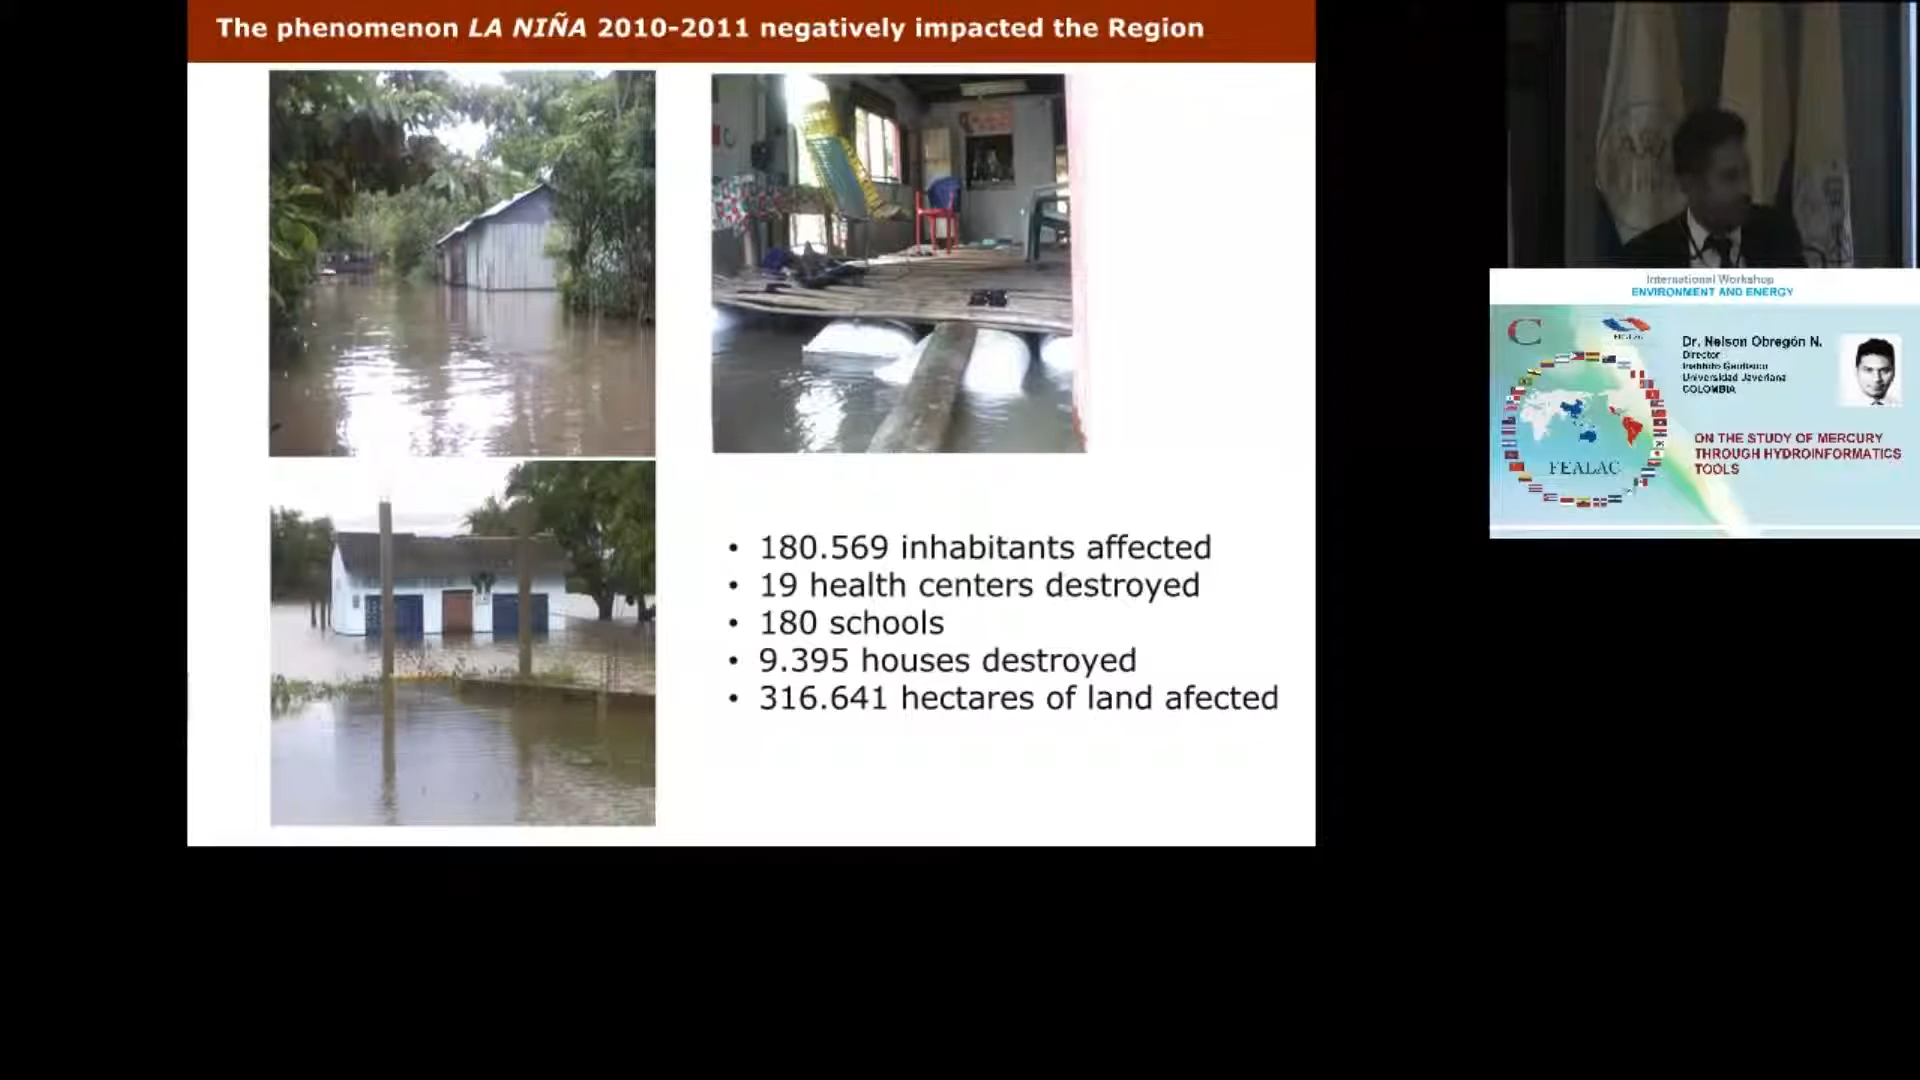 The phenomenon LA NIÑA 2010-2011 negatively impacted the Region
• 180.569 inhabitants affected
• 19 health centers destroyed
• 180 schools
• 9.395 houses destroyed
• 316.641 hectares of land afected
International Workshop
ENVIRONMENT AND ENERGY
C
Dr. Nelson Obregón N.
Director
Instituto Geofísico
Universidad Javeriana
COLOMBIA
ON THE STUDY OF MERCURY
THROUGH HYDROINFORMATICS
TOOLS
FEALAC